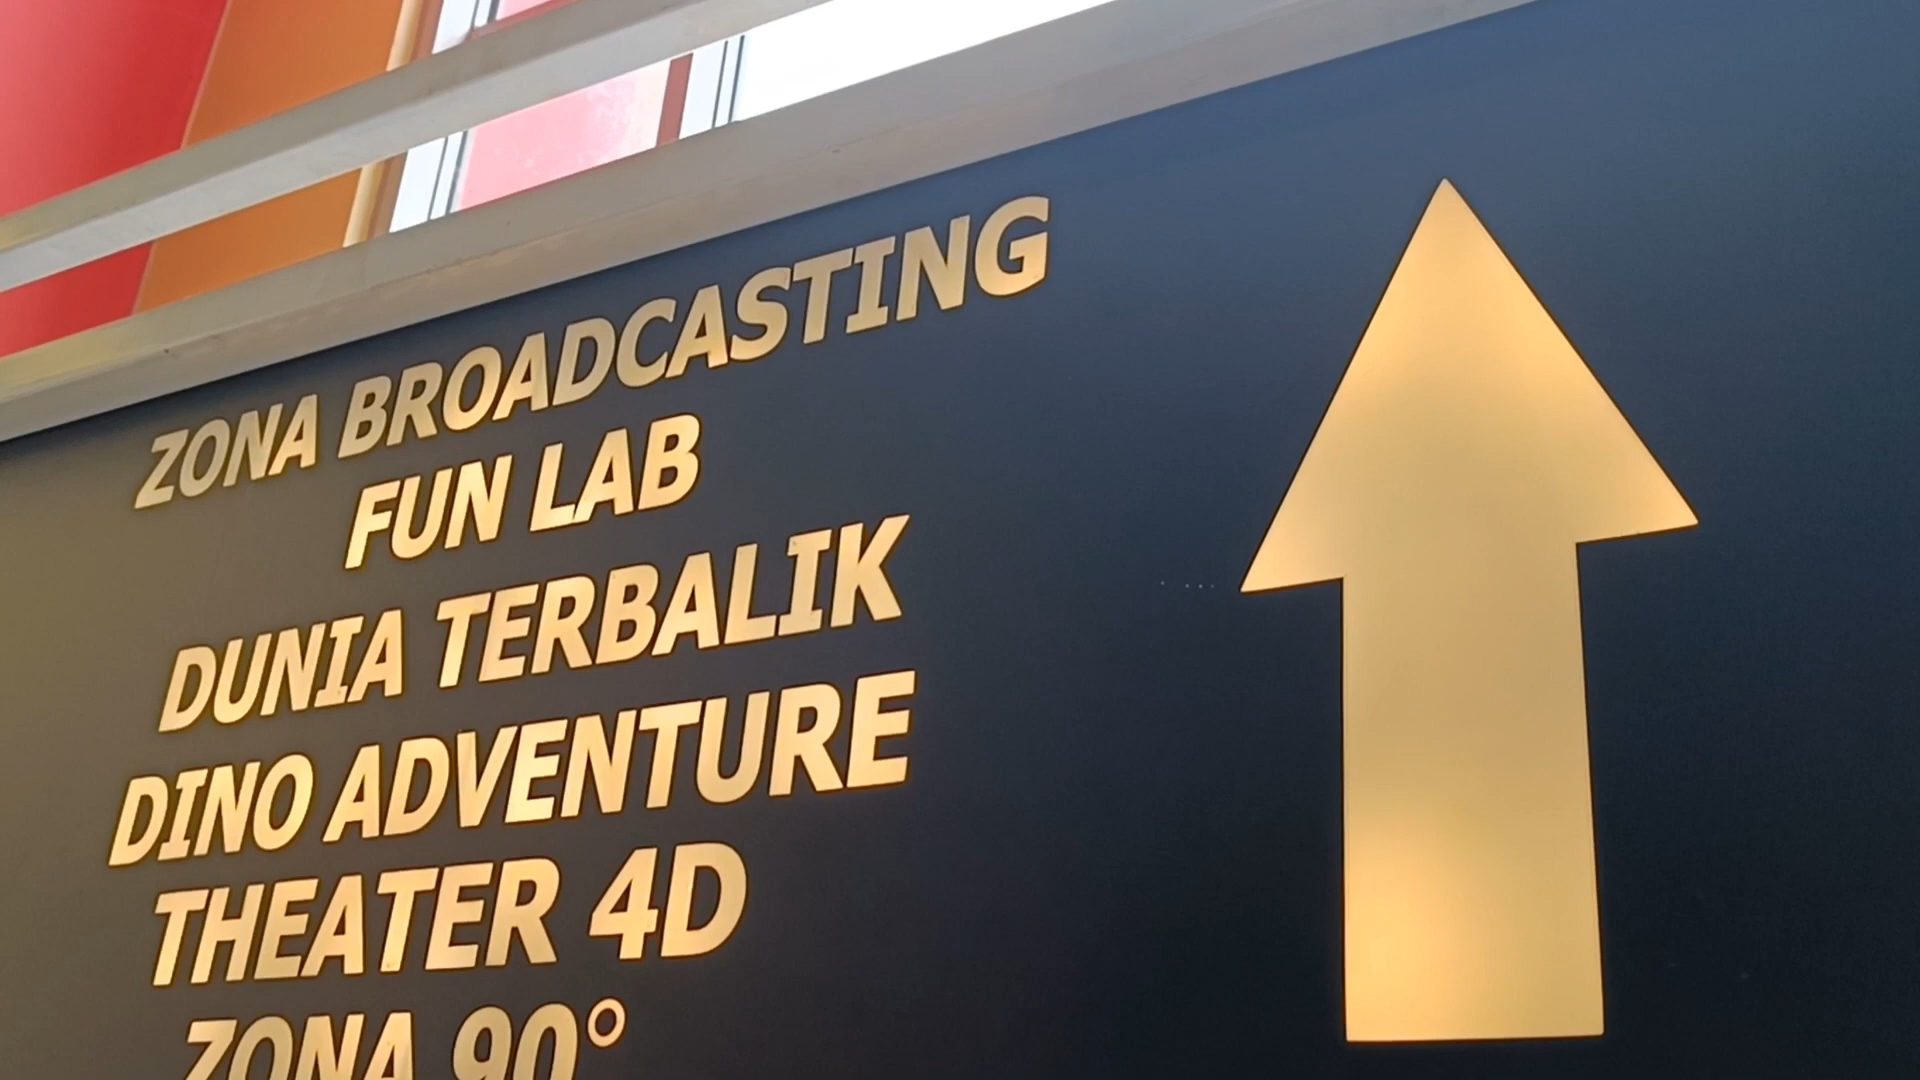 ZONA BROADCASTING
FUN LAB
DUNIA TERBALIK
DINO ADVENTURE
THEATER 4D
ZONA 90°